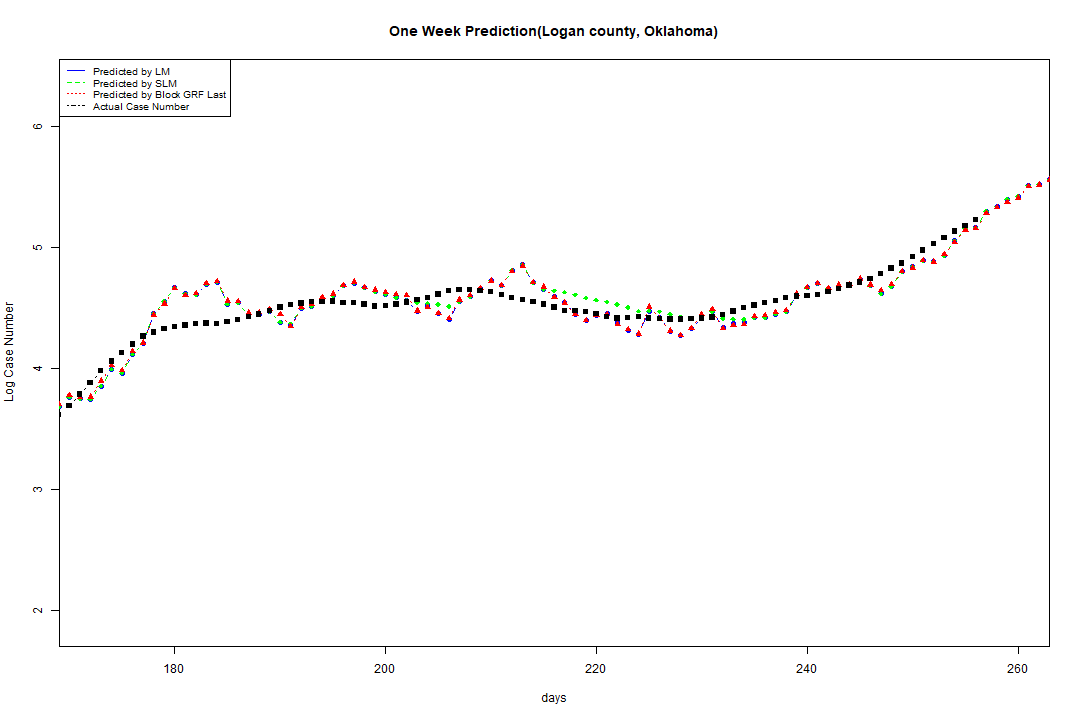 One Week Prediction(Logan county, Oklahoma)
Predicted by LM
Predicted by SLM
Predicted by Block GRF Last
Actual Case Number
6
5
4
3
2
Log Case Number
180 200 220 240 260
days